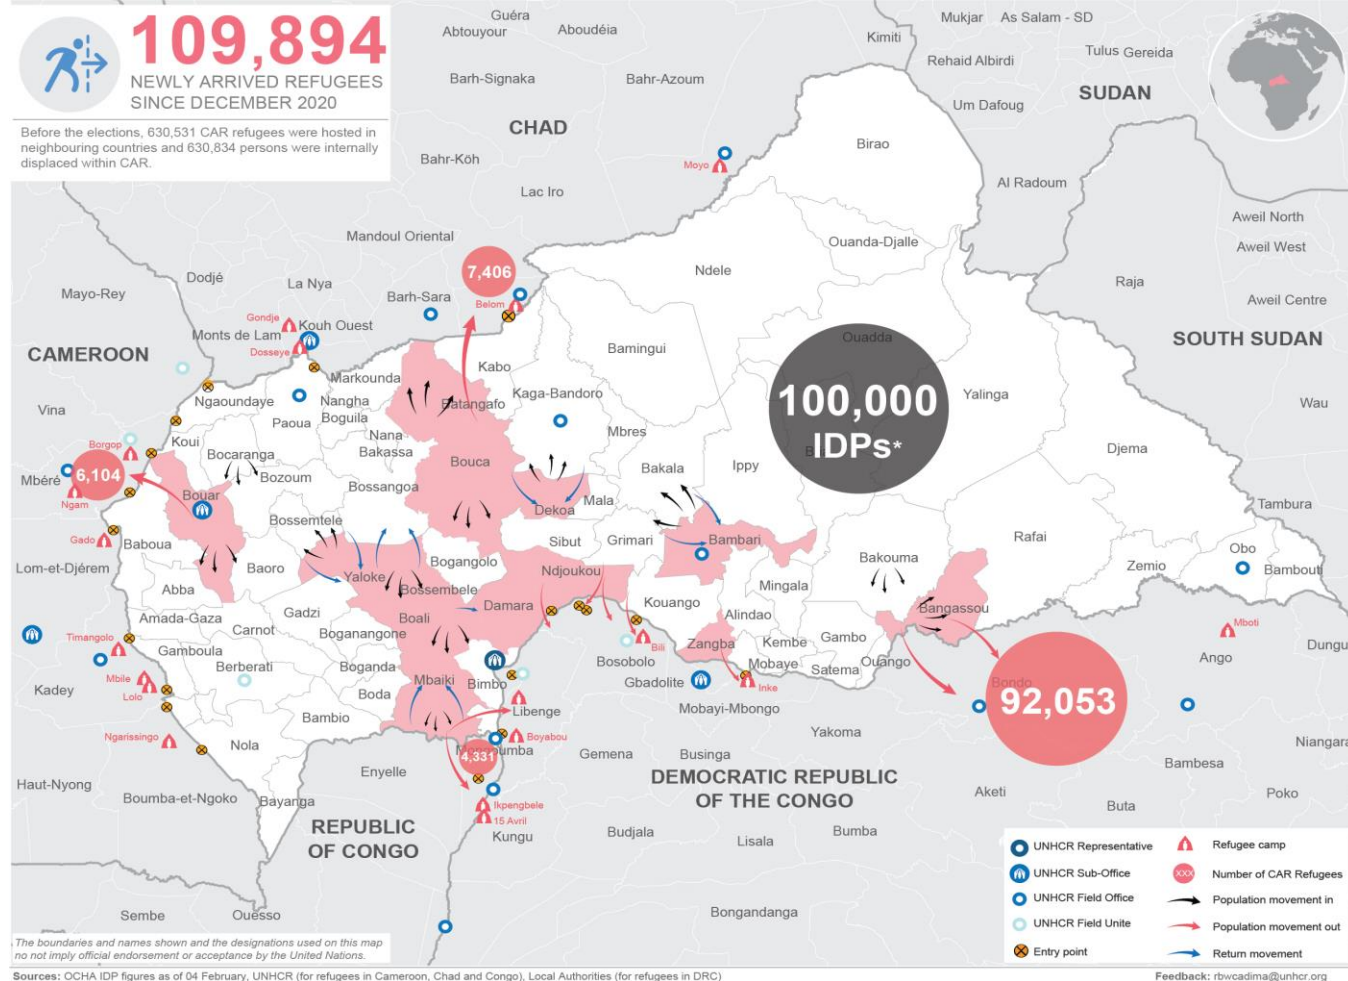 109,894
NEWLY ARRIVED REFUGEES
SINCE DECEMBER 2020
Before the elections, 630,531 CAR refugees were hosted in
neighbouring countries and 630,834 persons were internally
displaced within CAR.
Guéra
Abtouyour
Aboudéia
Mukjar
As Salam - SD
Kimiti
Tulus
Gereida
Rehaid Albirdi
Barh-Signaka
Bahr-Azoum
SUDAN
Um Dafoug
CHAD
Birao
Bahr-Köh
Moyo
Al Radoum
Lac Iro
Aweil North
Mandoul Oriental
Ouanda-Djalle
Aweil West
7,406
Ndele
Dodjé
La Nya
Raja
Mayo-Rey
Barh-Sara
Belom
Aweil Centre
Gondje
Kouh Ouest
Monts de Lam
Ouadda
SOUTH SUDAN
CAMEROON
Dosseye
Bamingui
Kabo
Markounda
Kaga-Bandoro
Yalinga
Ngaoundaye
Nangha
Boguila
Batangafo
100,000
IDPs*
Wau
Vina
Paoua
Mbres
Koui
Nana
Bakassa
Borgop
Bocaranga
Bouca
Bakala
Ippy
Djema
6,104
Mbéré
Bozoum
Bossangoa
Bouar
Mala
Ngam
Dekoa
Tambura
Bossemtele
Gado
Baboua
Sibut
Grimari
Bambari
Rafai
Obo
Bogangolo
Bakouma
Lom-et-Djérem
Baoro
Yaloke
Ndjoukou
Zemio
Bambouti
Abba
Bossembele
Mingala
Kouango
Damara
Bangassou
Amada-Gaza
Gadzi
Boali
Alindao
Carnot
Boganangone
Gambo
Timangolo
Zangba
Kembe
Mboti
Gamboula
Bili
Dungu
Berberati
Boganda
Bosobolo
Mobaye
Satema
Ouango
Ango
Mbile
Mbaiki
Bimbo
Gbadolite
Bondo
Kadey
Lolo
Boda
Inke
92,053
Libenge
Mobayi-Mbongo
Bambio
Yakoma
Ngarissingo
Boyabou
Nola
Mongoumba
Niangara
4,331
Gemena
Businga
Bambesa
Enyelle
DEMOCRATIC REPUBLIC
OF THE CONGO
Haut-Nyong
Boumba-et-Ngoko
Bayanga
Aketi
Poko
Ikpengbele
Buta
15 Avril
REPUBLIC
OF CONGO
Kungu
Budjala
Lisala
Bumba
Bongandanga
Sembe
Ouesso
UNHCR Representative
Refugee camp
UNHCR Sub-Office
XXX
Number of CAR Refugees
UNHCR Field Office
Population movement in
UNHCR Field Unite
Population movement out
Entry point
Return movement
The boundaries and names shown and the designations used on this map
no not imply official endorsement or acceptance by the United Nations.
Sources: OCHA IDP figures as of 04 February, UNHCR (for refugees in Cameroon, Chad and Congo), Local Authorities (for refugees in DRC)
Feedback: rbwcadima@unhcr.org